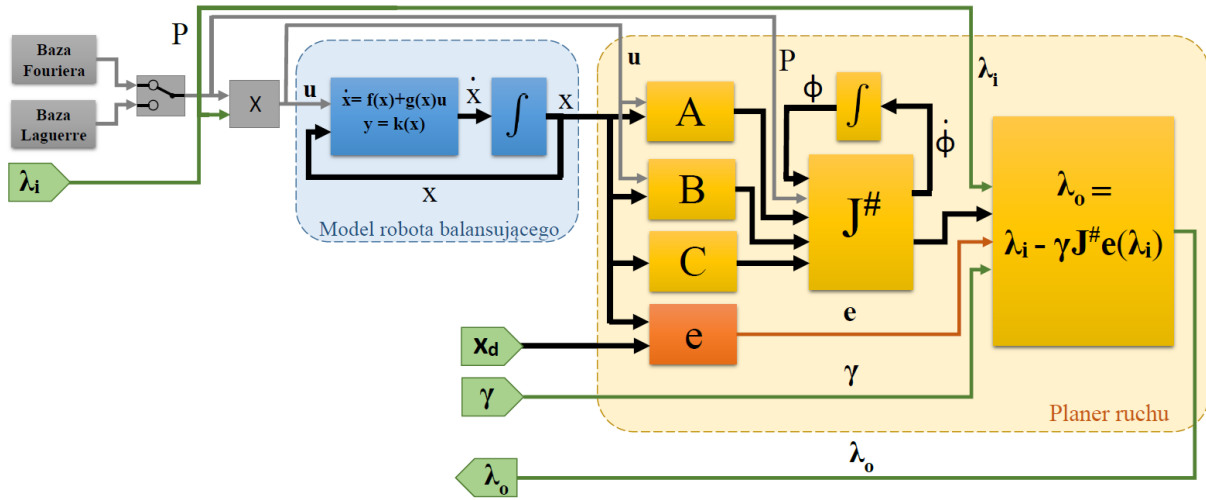 Baza
Fouriera
Baza
Laguerre
P
λi
X
u
ẋ= f(x)+g(x)u
y = k(x)
ẋ
∫
x
x
Model robota balansującego
u
A
B
C
e
P
ϕ
∫
ϕ̇
J#
λi
λo =
λi - γJ#e(λi)
e
xd
γ
γ
Planer ruchu
λo
λo